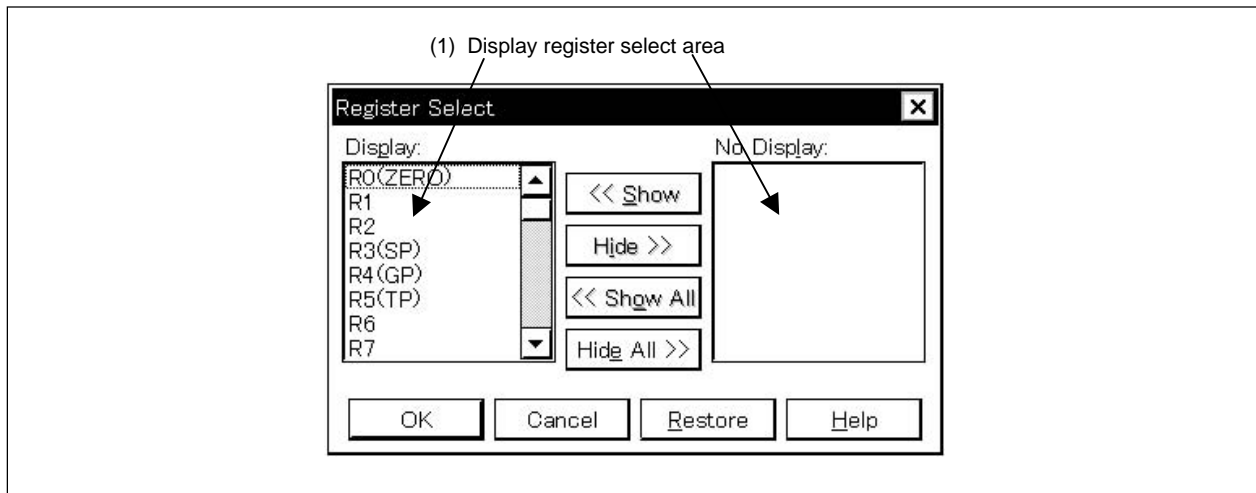 (1) Display register select area
Register Select
Display:
No Display:
R0(ZERO)
R1
R2
R3(SP)
R4(GP)
R5(TP)
R6
R7
<< Show
Hide >>
<< Show All
Hide All >>
OK
Cancel
Restore
Help